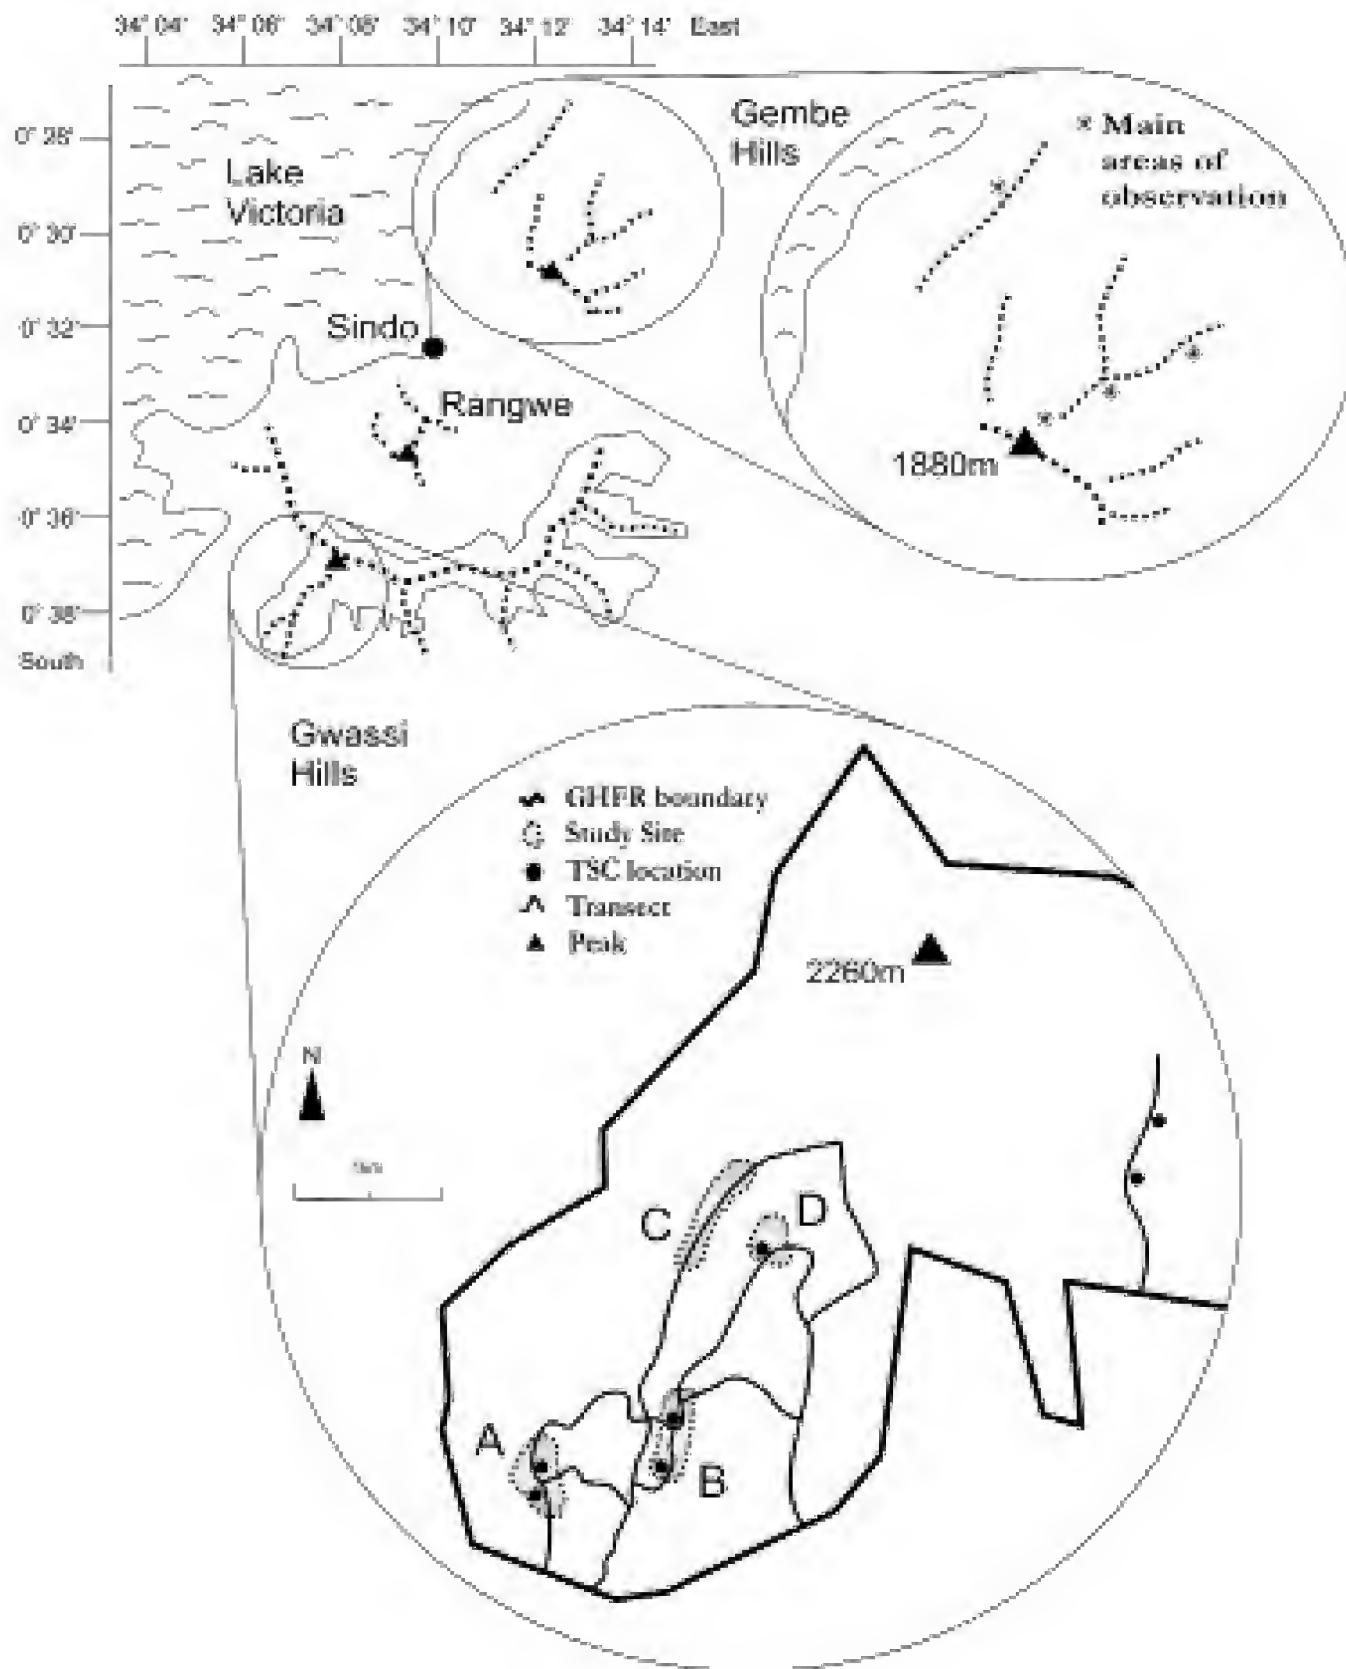 34° 04' 34° 06' 34° 08' 34° 10' 34° 12' 34° 14' East
0° 28'
0° 30'
0° 32'
0° 34'
0° 36'
0° 38'
South
Lake
Victoria
Sindo
Rangwe
Gembe
Hills
Main
areas of
observation
1880m
Gwassi
Hills
GHFR boundary
Study Site
TSC location
Transect
Peak
2260m
N
C
D
A
B